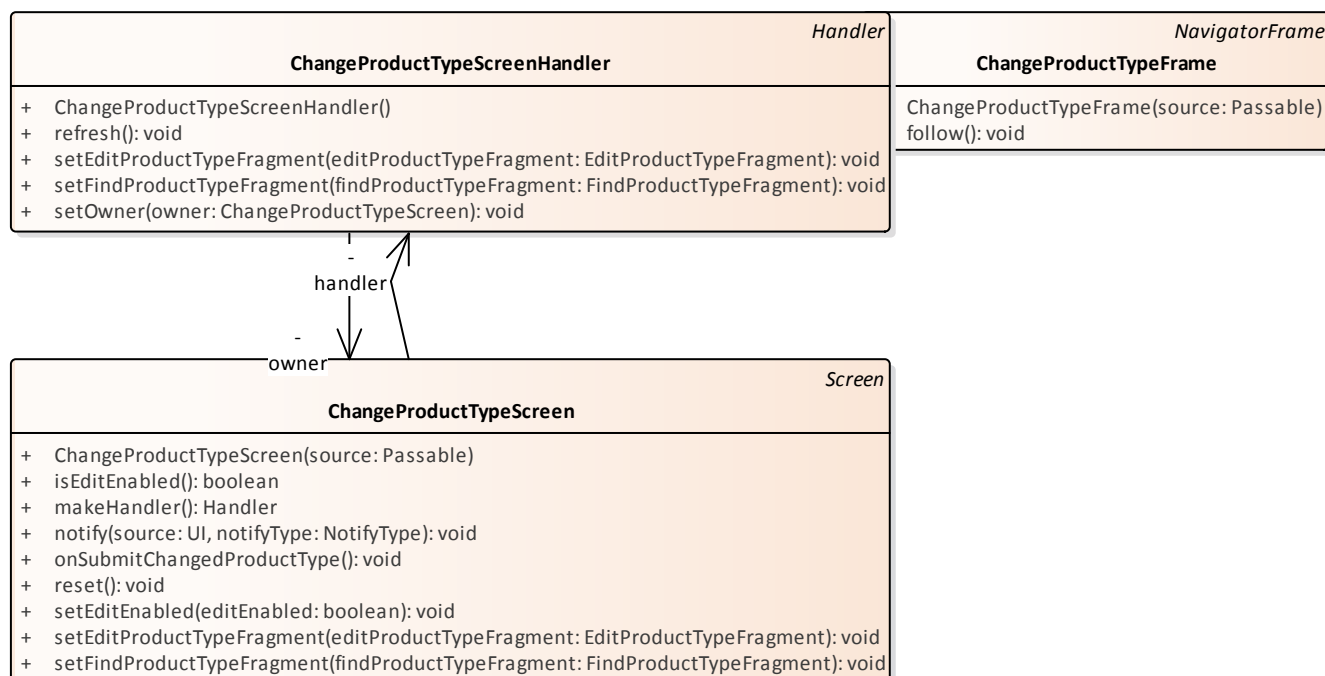 Handler
ChangeProductTypeScreenHandler
+ ChangeProductTypeScreenHandler()
+ refresh(): void
+ setEditProductTypeFragment(editProductTypeFragment: EditProductTypeFragment): void
+ setFindProductTypeFragment(findProductTypeFragment: FindProductTypeFragment): void
+ setOwner(owner: ChangeProductTypeScreen): void
NavigatorFrame
ChangeProductTypeFrame
ChangeProductTypeFrame(source: Passable)
follow(): void
-
handler
-
owner
Screen
ChangeProductTypeScreen
+ ChangeProductTypeScreen(source: Passable)
+ isEditEnabled(): boolean
+ makeHandler(): Handler
+ notify(source: UI, notifyType: NotifyType): void
+ onSubmitChangedProductType(): void
+ reset(): void
+ setEditEnabled(editEnabled: boolean): void
+ setEditProductTypeFragment(editProductTypeFragment: EditProductTypeFragment): void
+ setFindProductTypeFragment(findProductTypeFragment: FindProductTypeFragment): void